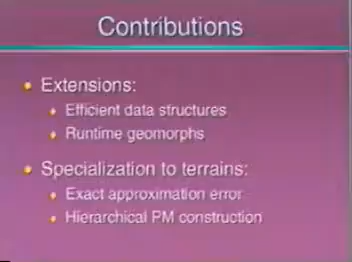 Contributions
Extensions:
Efficient data structures
Runtime geomorphs
Specialization to terrains:
Exact approximation error
Hierarchical PM construction